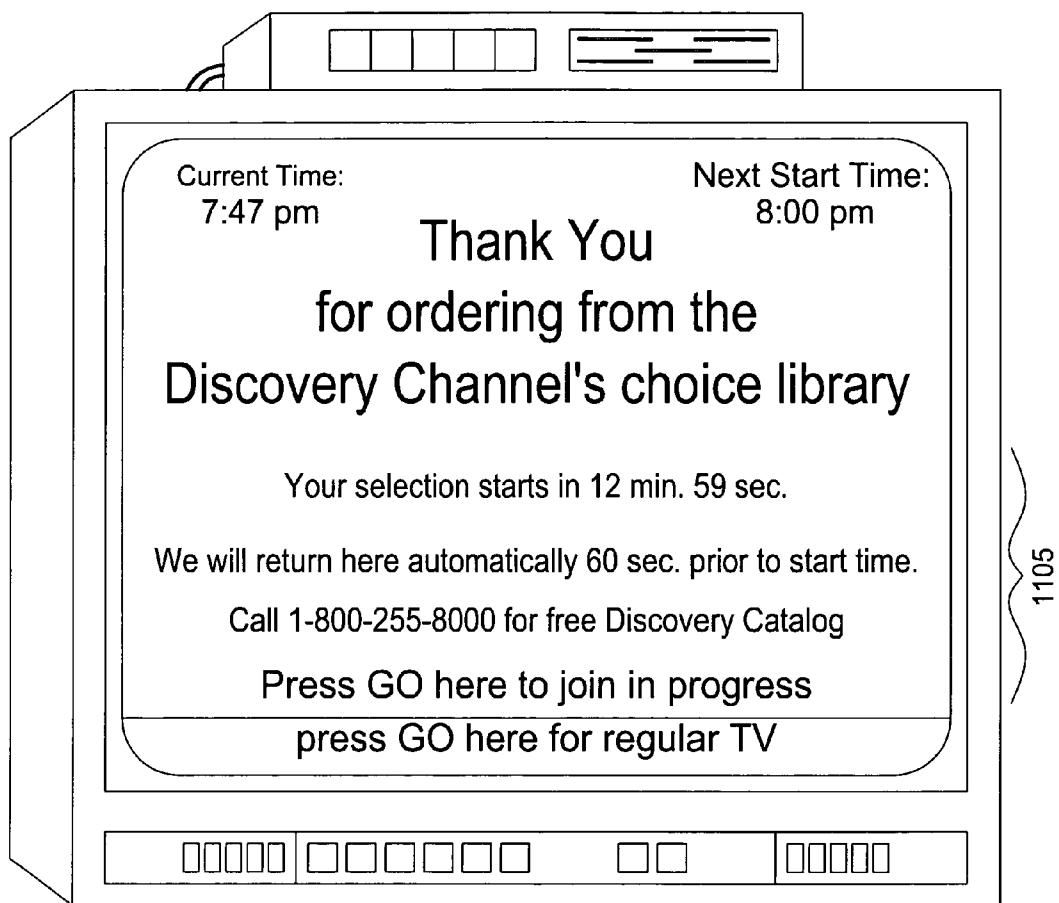 Current Time:
7:47 pm
Next Start Time:
8:00 pm
Thank You
for ordering from the
Discovery Channel's choice library
Your selection starts in 12 min. 59 sec.
We will return here automatically 60 sec. prior to start time.
Call 1-800-255-8000 for free Discovery Catalog
Press GO here to join in progress
press GO here for regular TV
1105